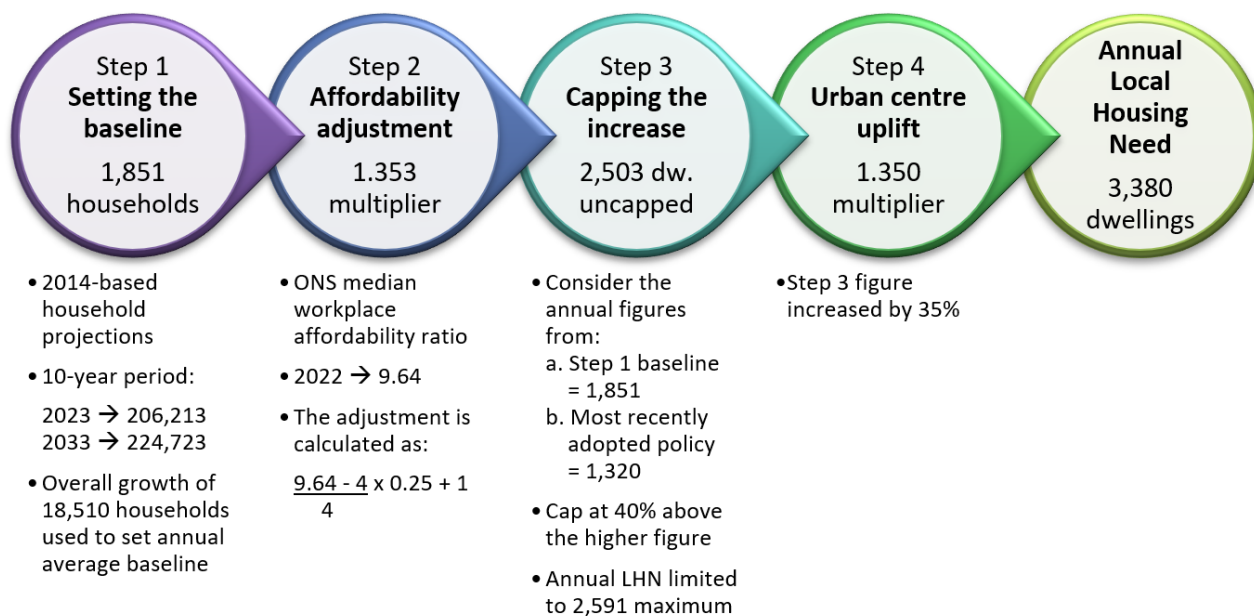 Step 1
Setting the
baseline
1,851
households
Step 2
Affordability
adjustment
1.353
multiplier
Step 3
Capping the
increase
2,503 dw.
uncapped
Step 4
Urban centre
uplift
1.350
multiplier
Annual
Local
Housing
Need
3,380
dwellings
• 2014-based
household
projections
• 10-year period:
2023 → 206,213
2033 → 224,723
• Overall growth of
18,510 households
used to set annual
average baseline
• ONS median
workplace
affordability ratio
• 2022 → 9.64
• The adjustment is
calculated as:
9.64 - 4 x 0.25 + 1
4
• Consider the
annual figures
from:
a. Step 1 baseline
= 1,851
b. Most recently
adopted policy
= 1,320
• Cap at 40% above
the higher figure
• Annual LHN limited
to 2,591 maximum
• Step 3 figure
increased by 35%